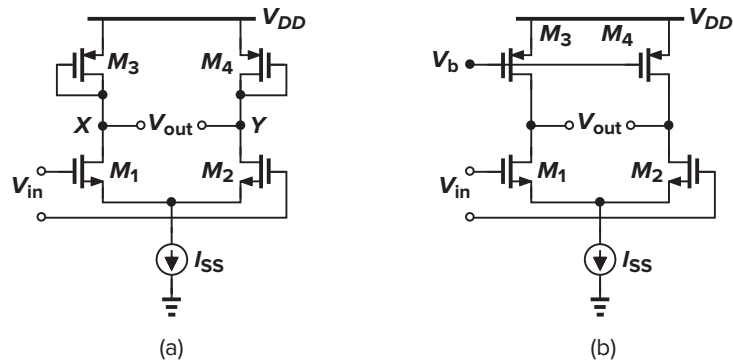 V_DD
M_3
M_4
X
V_out
Y
V_in
M_1
M_2
I_SS
(a)
V_DD
M_3
M_4
V_b
V_out
V_in
M_1
M_2
I_SS
(b)